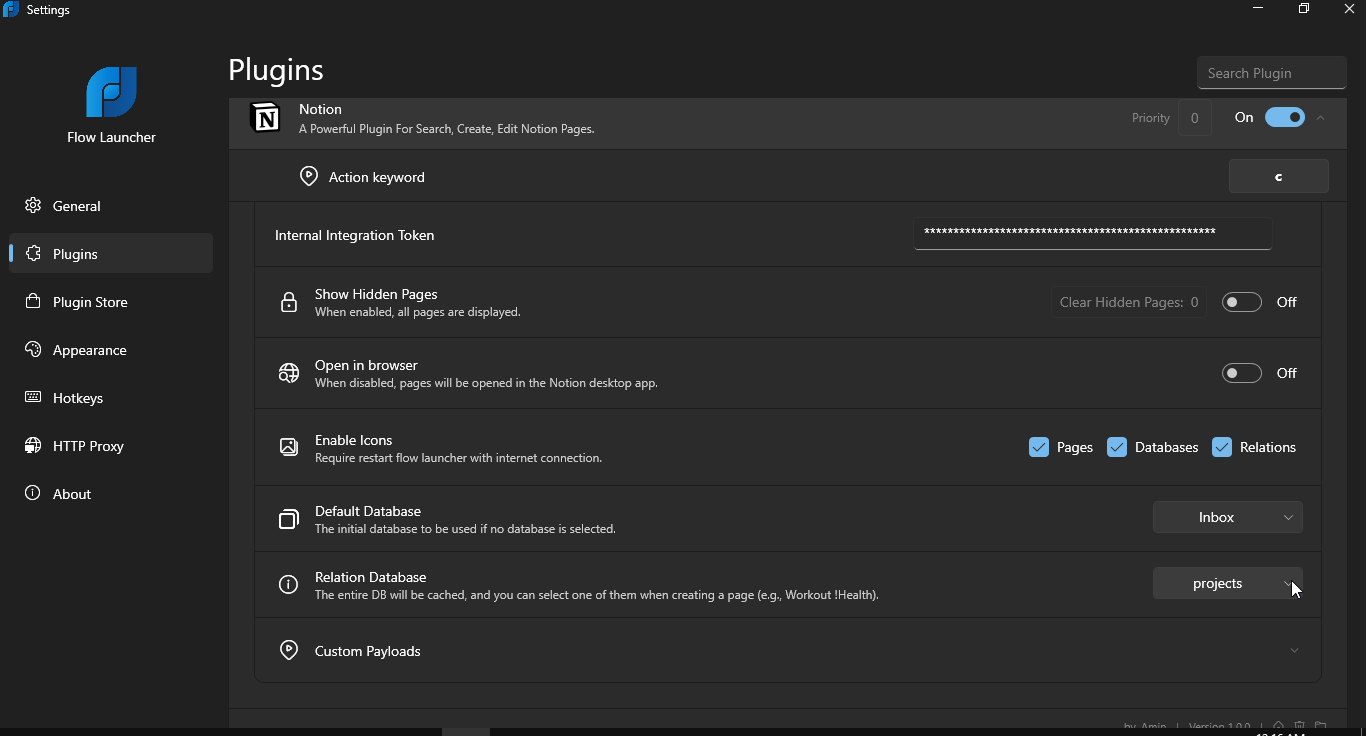 Settings
Flow Launcher
General
Plugins
Plugin Store
Appearance
Hotkeys
HTTP Proxy
About
Plugins
Search Plugin
Notion
A Powerful Plugin For Search, Create, Edit Notion Pages.
Priority 0 On
Action keyword c
Internal Integration Token *************************************************
Show Hidden Pages
When enabled, all pages are displayed.
Clear Hidden Pages: 0 Off
Open in browser
When disabled, pages will be opened in the Notion desktop app.
Off
Enable Icons
Require restart flow launcher with internet connection.
Pages Databases Relations
Default Database
The initial database to be used if no database is selected.
Inbox
Relation Database
The entire DB will be cached, and you can select one of them when creating a page (e.g., Workout !Health).
projects
Custom Payloads
by Amin | Version 1.0.0 |
12:16 AM